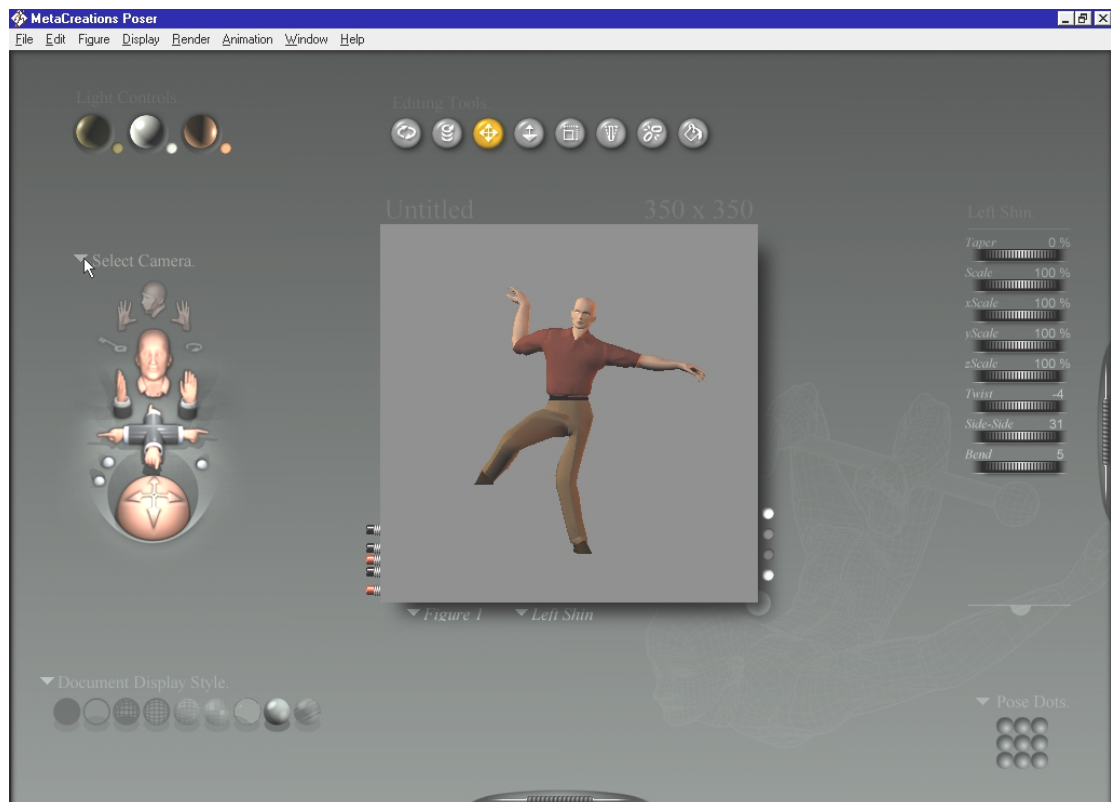 MetaCreations Poser
File Edit Figure Display Render Animation Window Help
Light Controls.
Editing Tools.
Untitled 350 x 350
Left Shin
Taper 0 %
Scale 100 %
xScale 100 %
yScale 100 %
zScale 100 %
Twist -4
Side-Side 31
Bend 5
Select Camera.
Figure 1 Left Shin
Document Display Style.
Pose Dots.